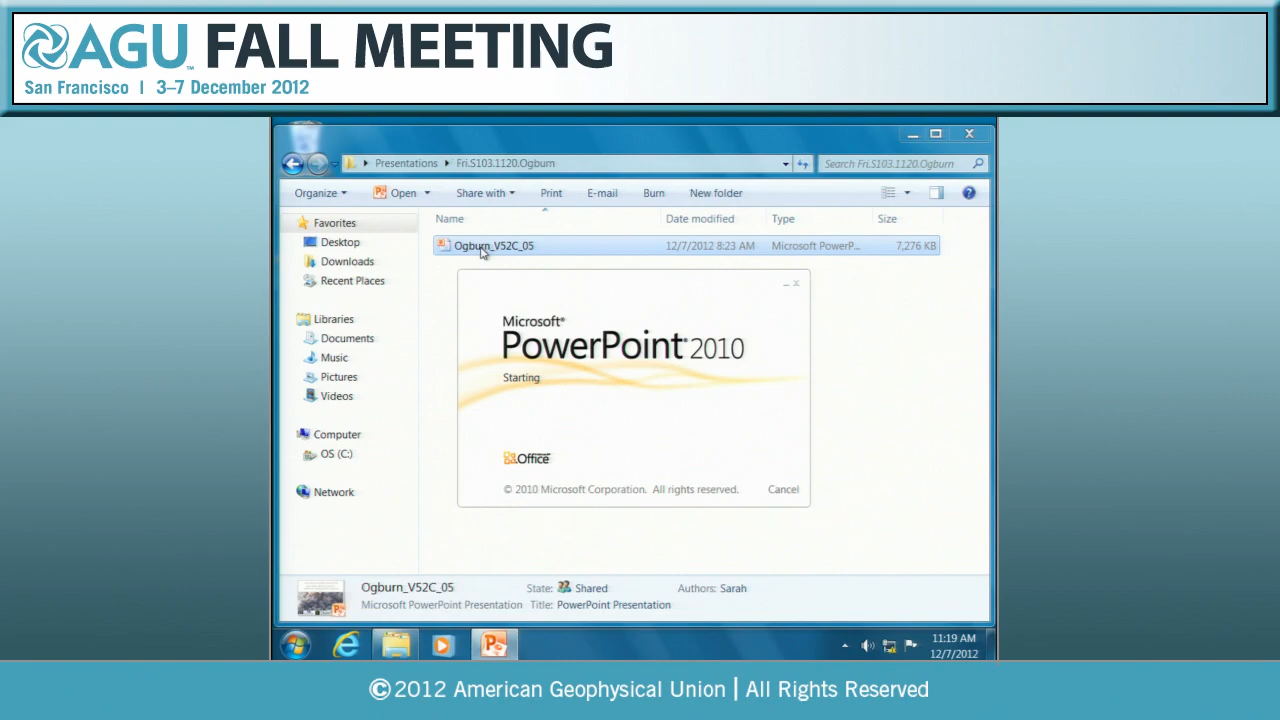 AGU™ FALL MEETING
San Francisco | 3–7 December 2012
Presentations Fri.S103.1120.Ogburn Search Fri.S103.1120.Ogburn
Organize Open Share with Print E-mail Burn New folder
Name Date modified Type Size
Ogburn_V52C_05 12/7/2012 8:23 AM Microsoft PowerP... 7,276 KB
Favorites
Desktop
Downloads
Recent Places
Libraries
Documents
Music
Pictures
Videos
Computer
OS (C:)
Network
Microsoft®
PowerPoint® 2010
Starting
Office
© 2010 Microsoft Corporation. All rights reserved. Cancel
Ogburn_V52C_05 State: Shared Authors: Sarah
Microsoft PowerPoint Presentation Title: PowerPoint Presentation
11:19 AM
12/7/2012
©2012 American Geophysical Union | All Rights Reserved